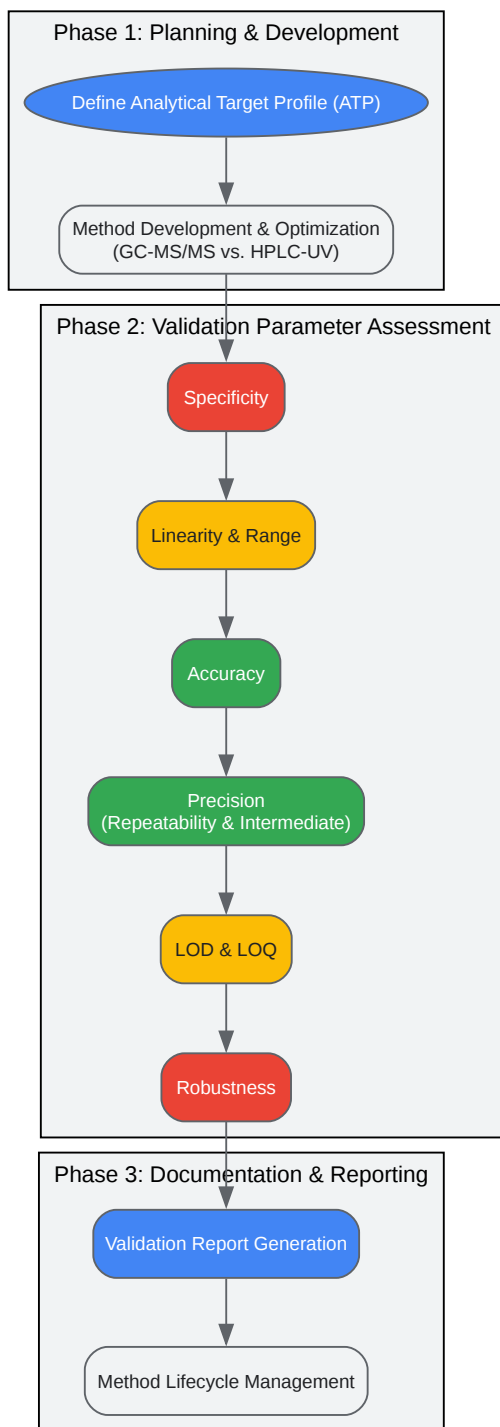 Phase 1: Planning & Development
Define Analytical Target Profile (ATP)
Method Development & Optimization
(GC-MS/MS vs. HPLC-UV)
Phase 2: Validation Parameter Assessment
Specificity
Linearity & Range
Accuracy
Precision
(Repeatability & Intermediate)
LOD & LOQ
Robustness
Phase 3: Documentation & Reporting
Validation Report Generation
Method Lifecycle Management